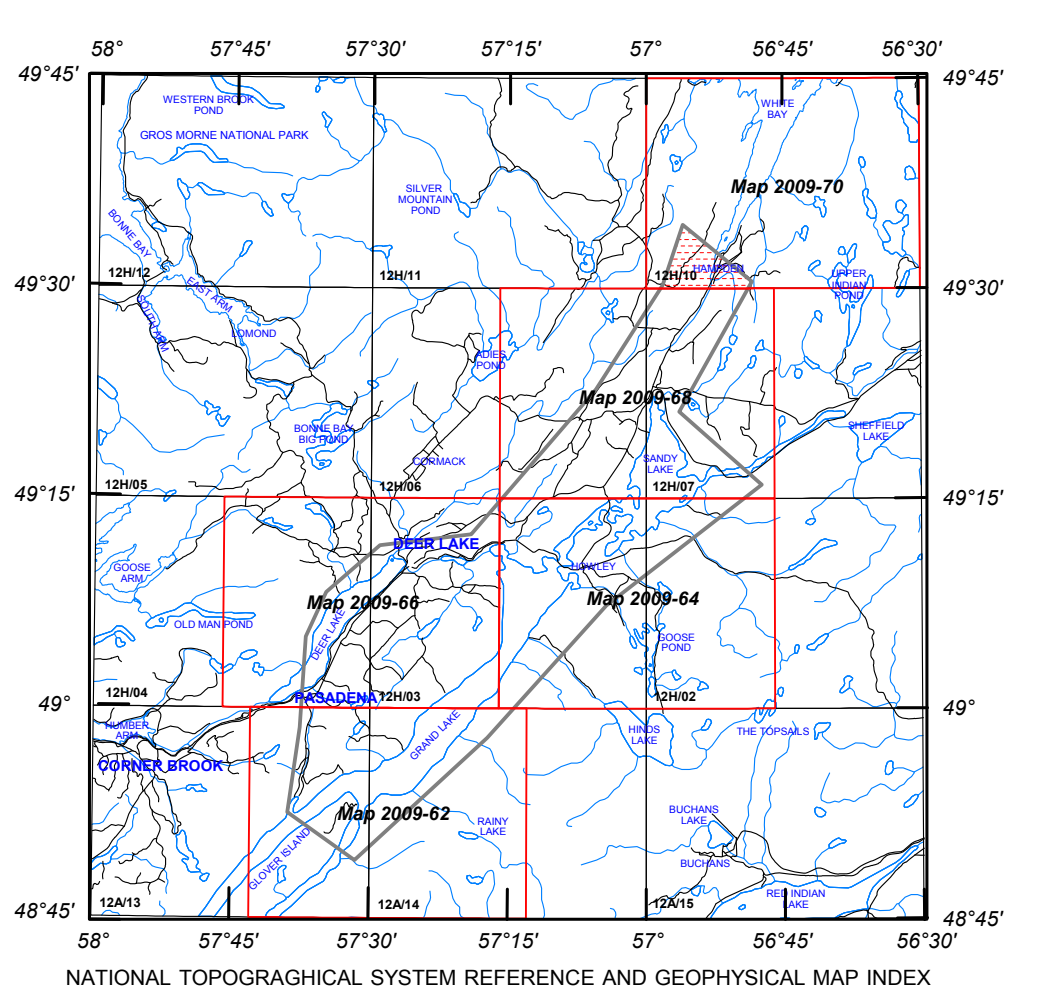 58° 57°45' 57°30' 57°15' 57° 56°45' 56°30'
49°45' 49°45'
WESTERN BROOK
POND
GROS MORNE NATIONAL PARK
WHITE
BAY
SILVER
MOUNTAIN
POND
Map 2009-70
BONNE BAY
12H/12 12H/11 12H/10
HAMPDEN
49°30' 49°30'
EAST ARM
SOUTH ARM
LOMOND
UPPER
INDIAN
POND
ADIES
POND
Map 2009-68
BONNE BAY
BIG POND
SHEFFIELD
LAKE
CORMACK
SANDY
LAKE
12H/05 12H/06 12H/07
49°15' 49°15'
DEER LAKE
GOOSE
ARM
HOWLEY
Map 2009-66
Map 2009-64
OLD MAN POND
DEER LAKE
GOOSE
POND
12H/04 12H/03 12H/02
PASADENA
49° 49°
HUMBER
ARM
GRAND LAKE
HINDS
LAKE
THE TOPSAILS
CORNER BROOK
Map 2009-62
RAINY
LAKE
BUCHANS
LAKE
GLOVER ISLAND
BUCHANS
RED INDIAN
LAKE
12A/13 12A/14 12A/15
48°45' 48°45'
58° 57°45' 57°30' 57°15' 57° 56°45' 56°30'
NATIONAL TOPOGRAGHICAL SYSTEM REFERENCE AND GEOPHYSICAL MAP INDEX